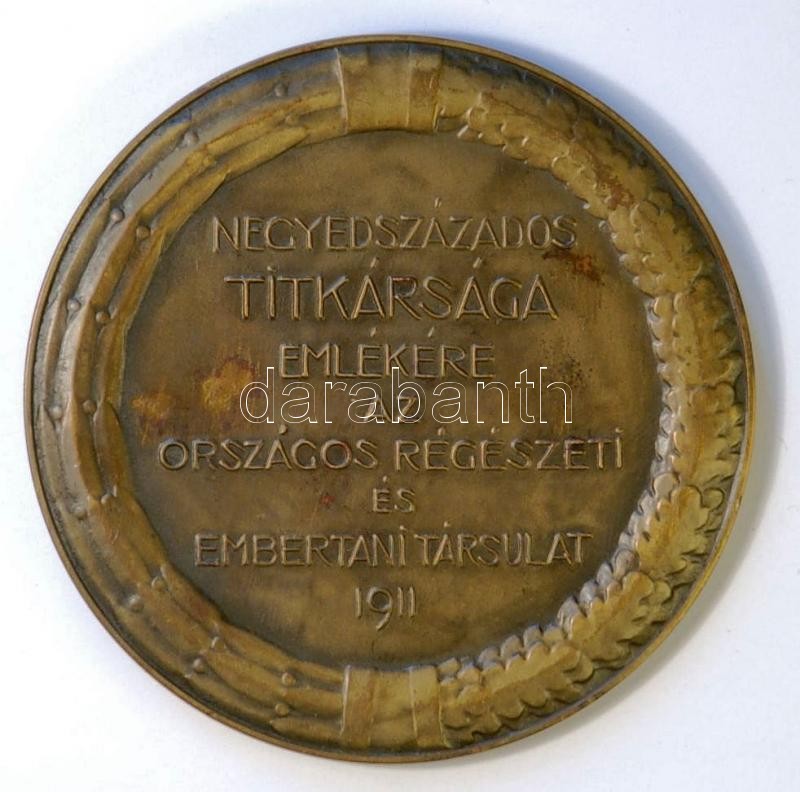 NEGYEDSZÁZADOS
TITKÁRSÁGA
EMLÉKÉRE
AZ
darabanth
ORSZÁGOS RÉGÉSZETI
ÉS
EMBERTANI TÁRSULAT
1911